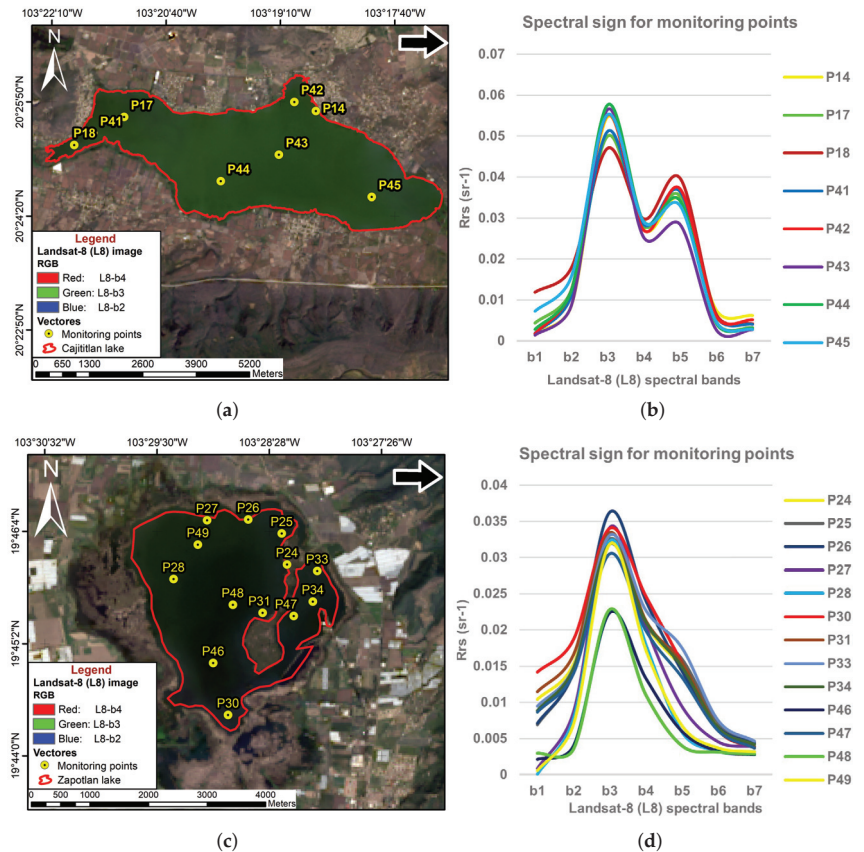 103°22'10"W 103°20'40"W 103°19'10"W 103°17'40"W
N
20°25'50"N
20°24'20"N
20°22'50"N
P42
P17
P14
P41
P18
P43
P44
P45
Legend
Landsat-8 (L8) image
RGB
Red: L8-b4
Green: L8-b3
Blue: L8-b2
Vectores
Monitoring points
Cajititlan lake
0 650 1300 2600 3900 5200
Meters
(a)
Spectral sign for monitoring points
Rrs (sr-1)
0.07
0.06
0.05
0.04
0.03
0.02
0.01
0
b1 b2 b3 b4 b5 b6 b7
Landsat-8 (L8) spectral bands
P14
P17
P18
P41
P42
P43
P44
P45
(b)
103°30'32"W 103°29'30"W 103°28'28"W 103°27'26"W
N
19°46'4"N
19°45'2"N
19°44'0"N
P27 P26
P25
P49
P24
P33
P28
P48
P31
P34
P47
P46
P30
Legend
Landsat-8 (L8) image
RGB
Red: L8-b4
Green: L8-b3
Blue: L8-b2
Vectores
Monitoring points
Zapotlan lake
0 500 1000 2000 3000 4000
Meters
(c)
Spectral sign for monitoring points
Rrs (sr-1)
0.04
0.035
0.03
0.025
0.02
0.015
0.01
0.005
0
b1 b2 b3 b4 b5 b6 b7
Landsat-8 (L8) spectral bands
P24
P25
P26
P27
P28
P30
P31
P33
P34
P46
P47
P48
P49
(d)